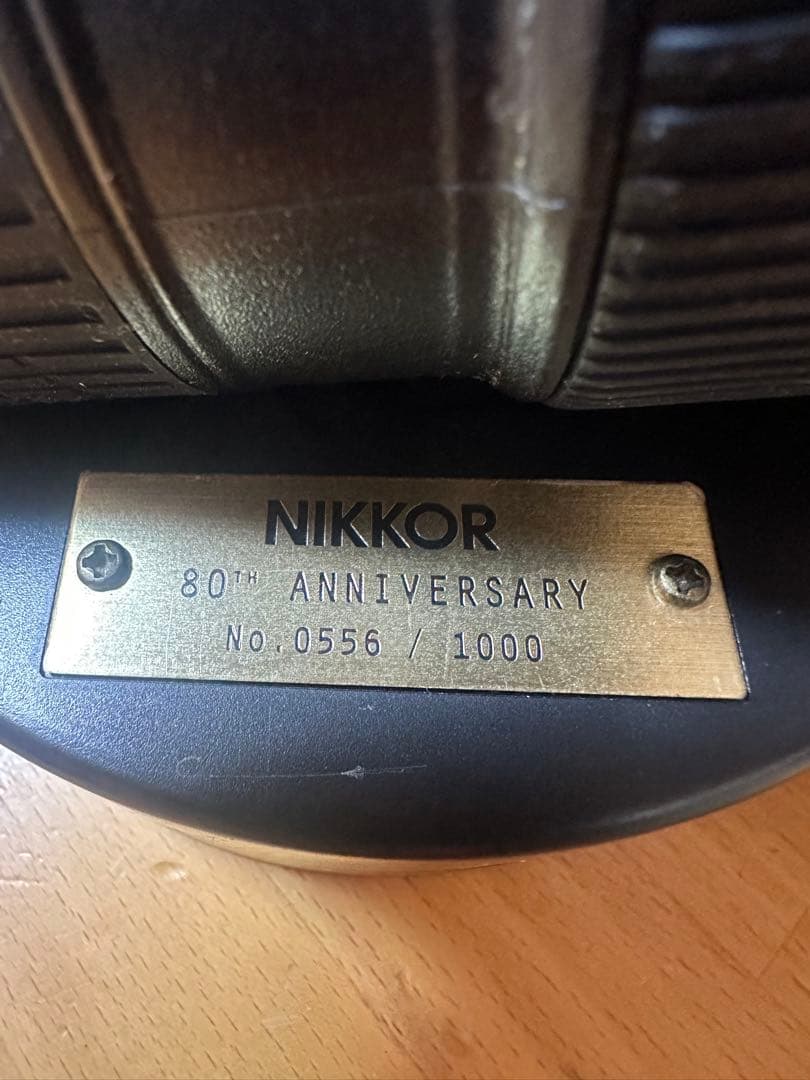 NIKKOR
80TH ANNIVERSARY
No.0556 / 1000